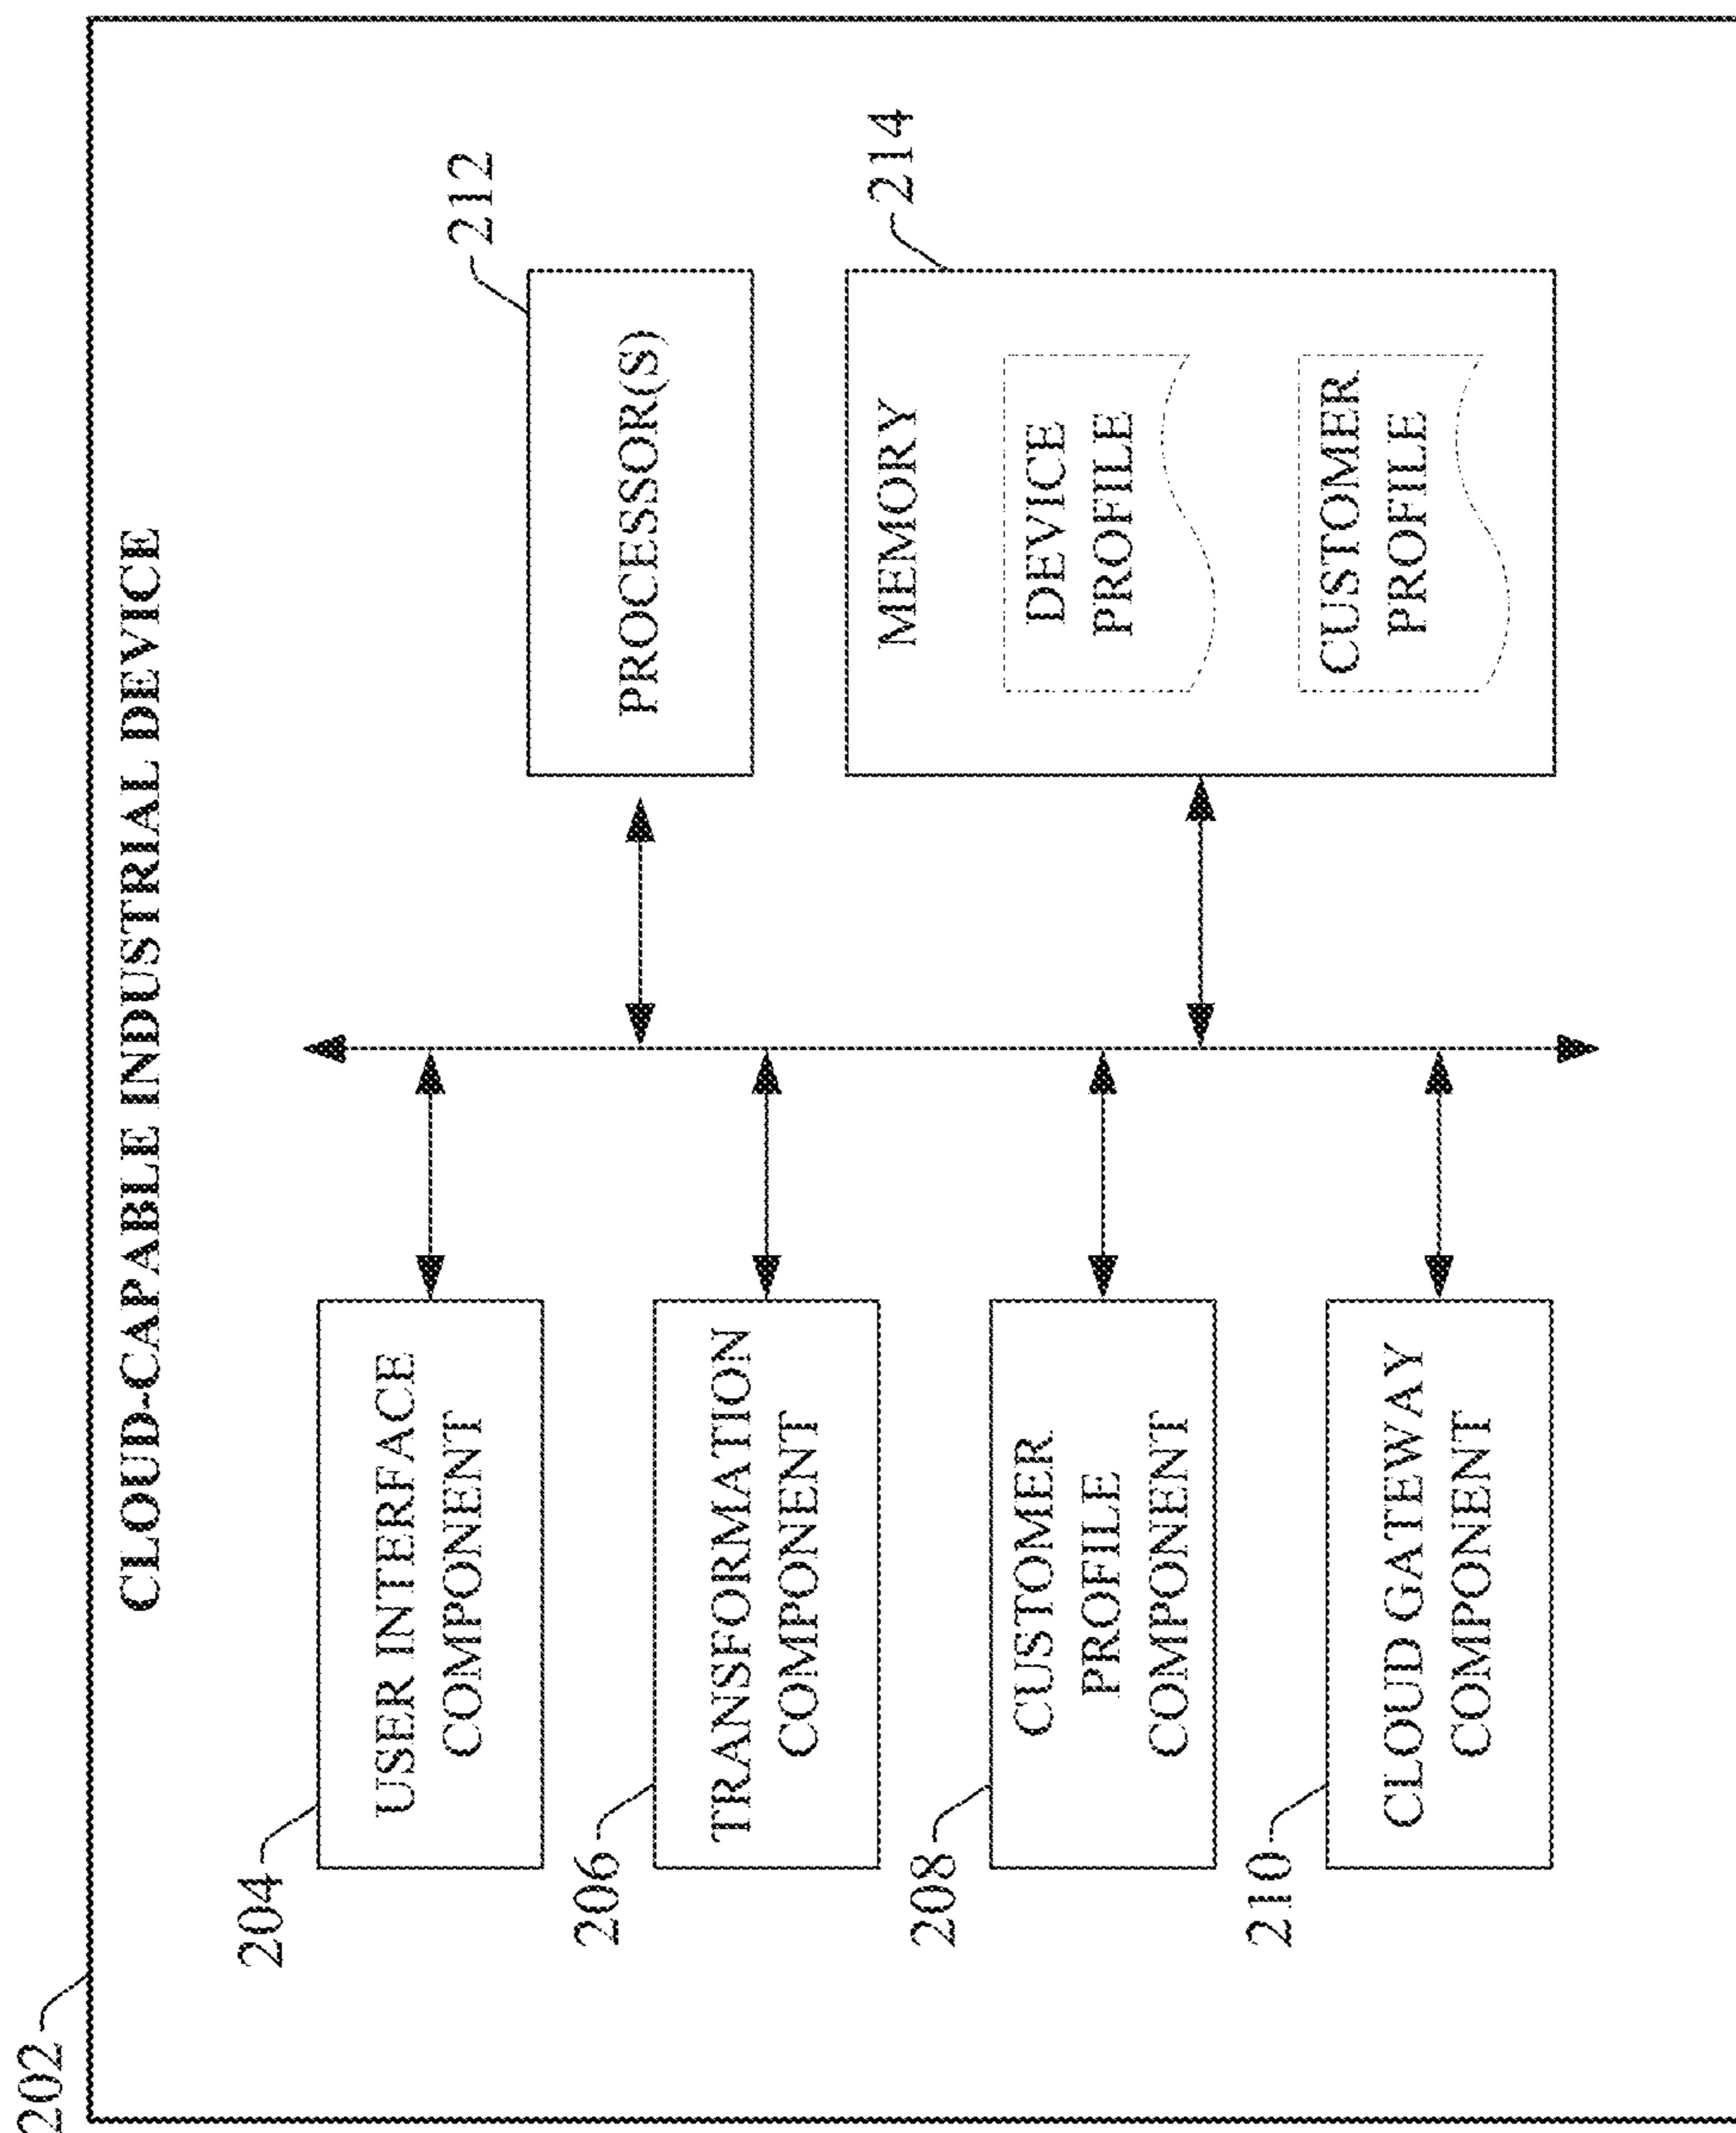 202
CLOUD-CAPABLE INDUSTRIAL DEVICE
204
USER INTERFACE
COMPONENT
206
TRANSFORMATION
COMPONENT
208
CUSTOMER
PROFILE
COMPONENT
210
CLOUD GATEWAY
COMPONENT
212
PROCESSOR(S)
214
MEMORY
DEVICE
PROFILE
CUSTOMER
PROFILE